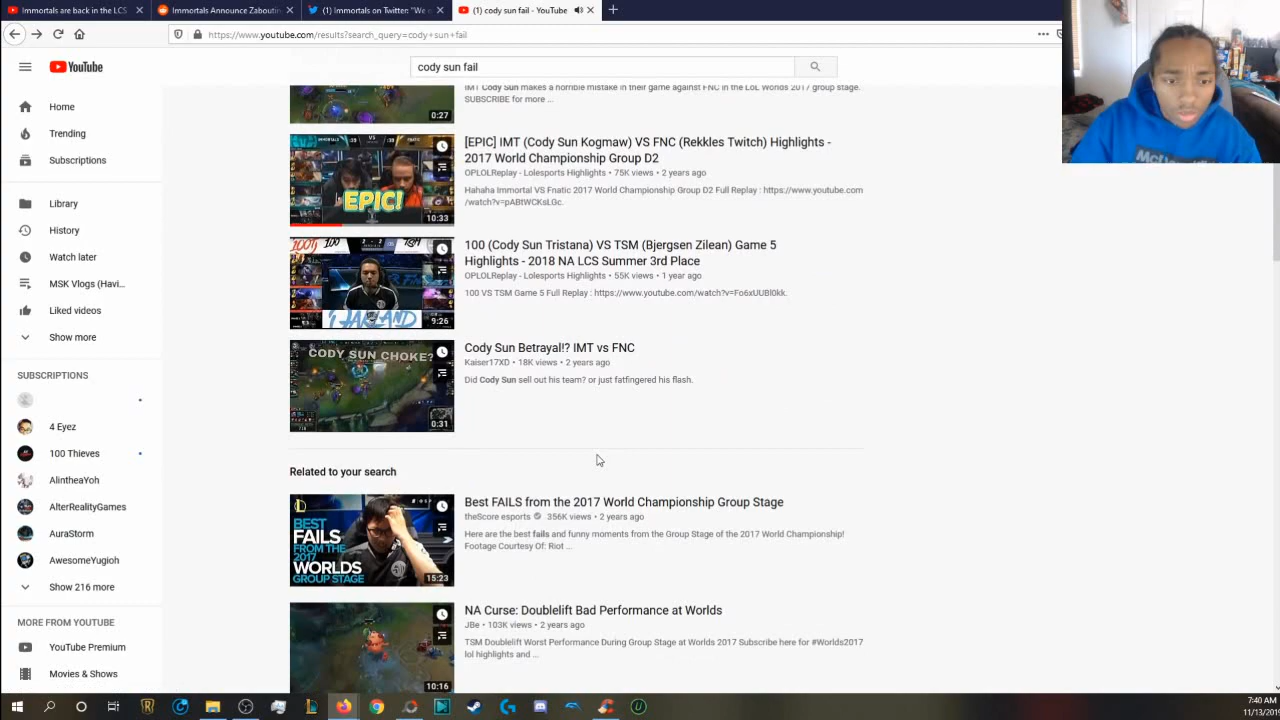 Immortals are back in the LCS
Immortals Announce Zaboutin
(1) Immortals on Twitter: "We o
(1) cody sun fail - YouTube
https://www.youtube.com/results?search_query=cody+sun+fail
YouTube
cody sun fail
Home
Trending
Subscriptions
Library
History
Watch later
MSK Vlogs (Havi...
Liked videos
Show more
SUBSCRIPTIONS
4 Eyez
100 Thieves
AlintheaYoh
AlterRealityGames
AuraStorm
AwesomeYugioh
Show 216 more
MORE FROM YOUTUBE
YouTube Premium
Movies & Shows
0:27
IMT Cody Sun makes a horrible mistake in their game against FNC in the LoL Worlds 2017 group stage.
SUBSCRIBE for more ...
EPIC!
10:33
[EPIC] IMT (Cody Sun Kogmaw) VS FNC (Rekkles Twitch) Highlights -
2017 World Championship Group D2
OPLOLReplay - Lolesports Highlights • 75K views • 2 years ago
Hahaha Immortal VS Fnatic 2017 World Championship Group D2 Full Replay : https://www.youtube.com
/watch?v=pABtWCKsLGc.
9:26
100 (Cody Sun Tristana) VS TSM (Bjergsen Zilean) Game 5
Highlights - 2018 NA LCS Summer 3rd Place
OPLOLReplay - Lolesports Highlights • 55K views • 1 year ago
100 VS TSM Game 5 Full Replay : https://www.youtube.com/watch?v=Fo6xUUBl0kk.
CODY SUN CHOKE?
0:31
Cody Sun Betrayal!? IMT vs FNC
Kaiser17XD • 18K views • 2 years ago
Did Cody Sun sell out his team? or just fatfingered his flash.
Related to your search
BEST
FAILS
FROM THE
2017
WORLDS
GROUP STAGE
15:23
Best FAILS from the 2017 World Championship Group Stage
theScore esports 356K views • 2 years ago
Here are the best fails and funny moments from the Group Stage of the 2017 World Championship!
Footage Courtesy Of: Riot ...
10:16
NA Curse: Doublelift Bad Performance at Worlds
JBe • 103K views • 2 years ago
TSM Doublelift Worst Performance During Group Stage at Worlds 2017 Subscribe here for #Worlds2017
lol highlights and ...
7:40 AM